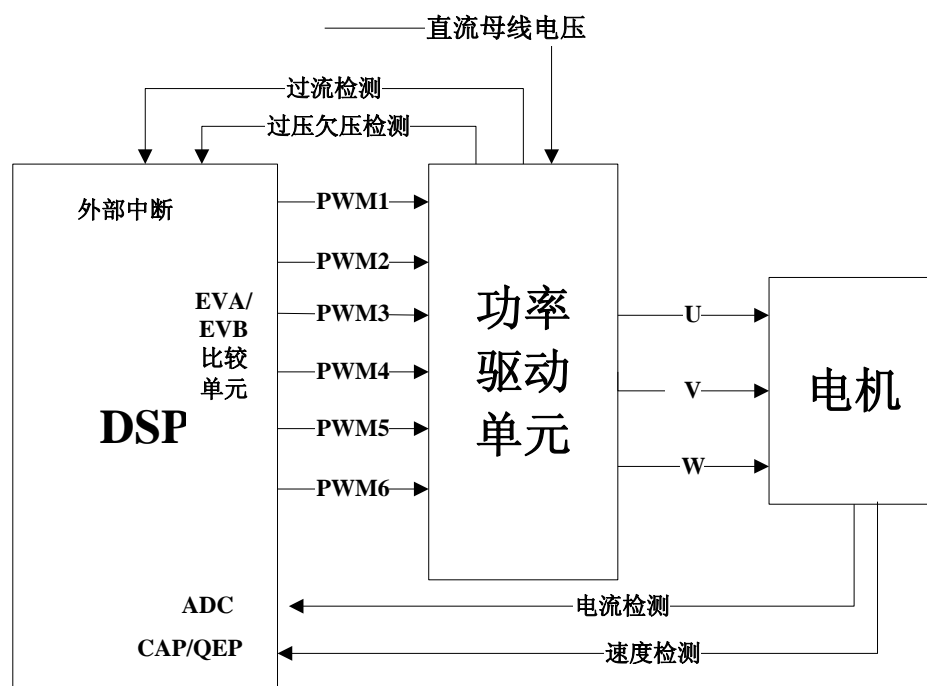 直流母线电压
过流检测
过压欠压检测
外部中断
PWM1
PWM2
EVA/
EVB
比较
单元
PWM3
PWM4
PWM5
PWM6
DSP
功率
驱动
单元
U
V
W
电机
ADC
电流检测
CAP/QEP
速度检测